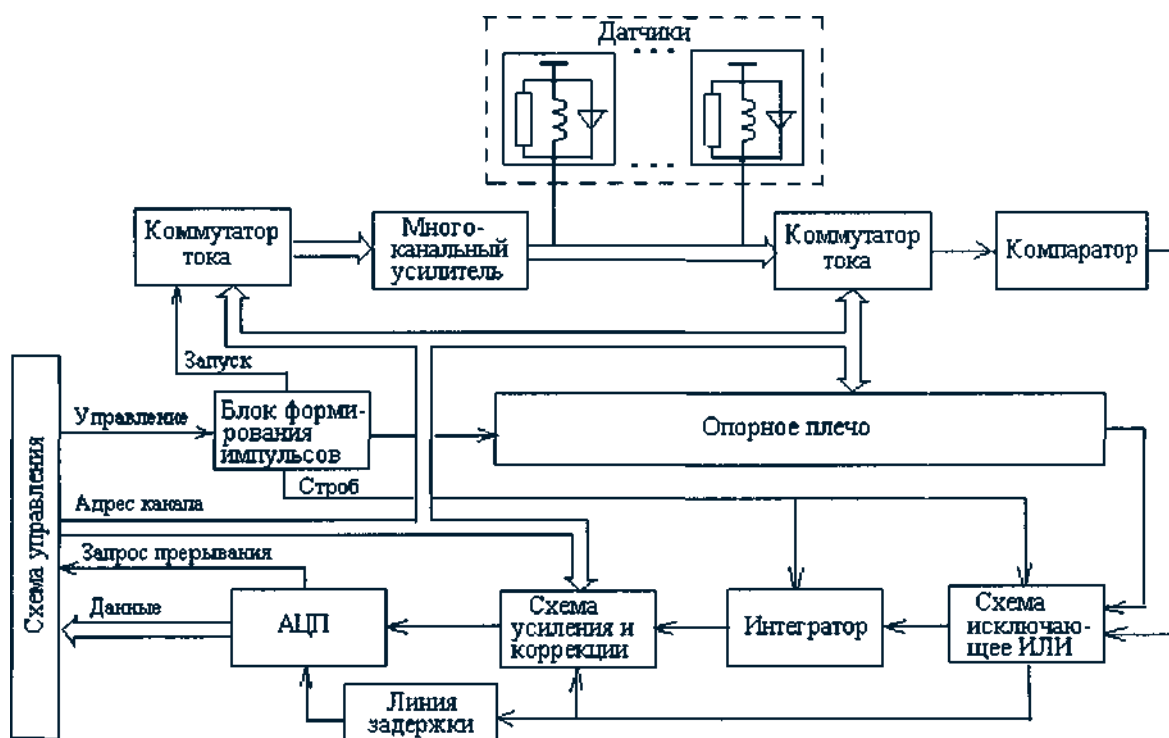 Датчики
Коммутатор
тока
Много-
канальный
усилитель
Коммутатор
тока
Компаратор
Запуск
Управление
Блок форми-
рования
импульсов
Опорное плечо
Строб
Адрес канала
Запрос прерывания
Данные
Схема управления
АЦП
Схема
усиления и
коррекции
Интегратор
Схема
исключаю-
щее ИЛИ
Линия
задержки